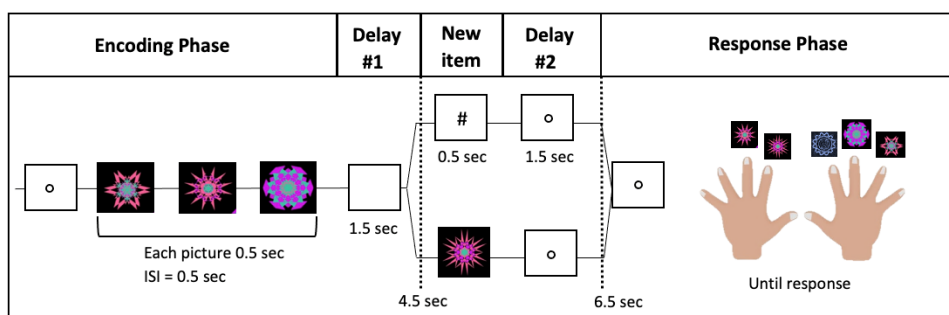 Encoding Phase
Delay
#1
New
item
Delay
#2
Response Phase
#
0.5 sec
1.5 sec
1.5 sec
Each picture 0.5 sec
ISI = 0.5 sec
4.5 sec
6.5 sec
Until response